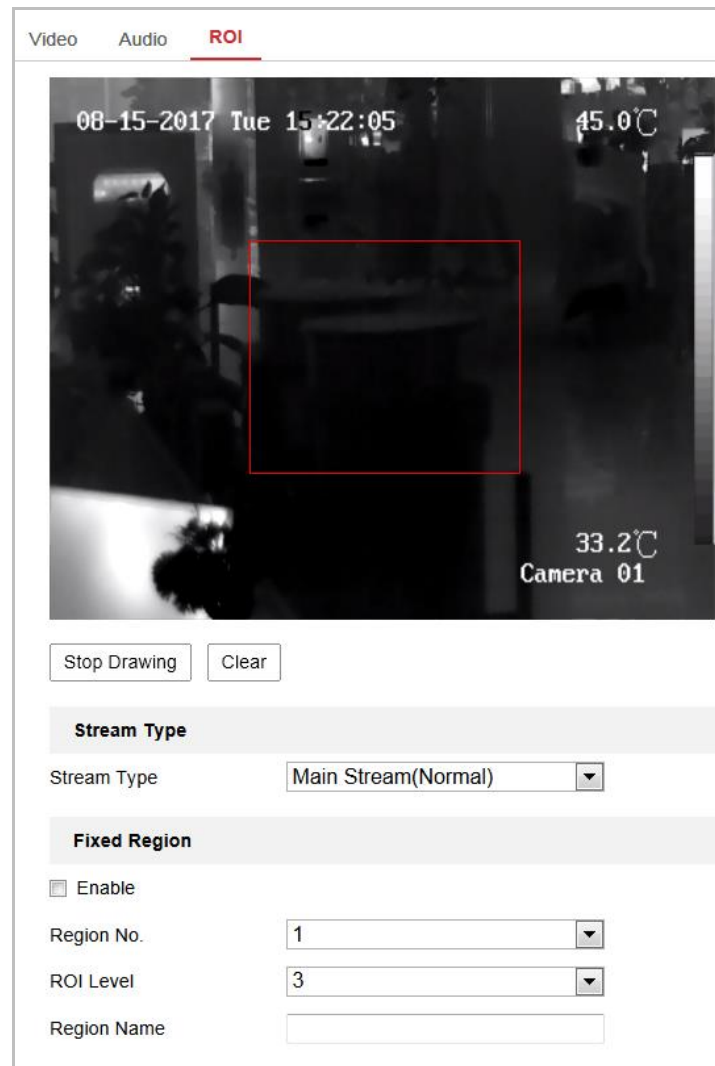 Video Audio ROI
08-15-2017 Tue 15:22:05 45.0℃
33.2℃
Camera 01
Stop Drawing Clear
Stream Type
Stream Type Main Stream(Normal)
Fixed Region
Enable
Region No. 1
ROI Level 3
Region Name